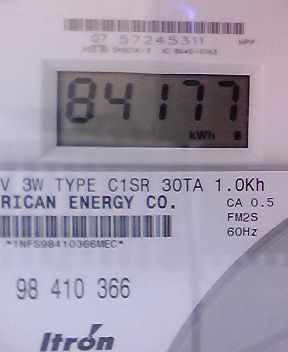 07 57245311 HPP
84177
kWh
V 3W TYPE C1SR 30TA 1.0Kh
RICAN ENERGY CO.
CA 0.5
FM2S
60Hz
*1NFS98410366MEC*
98 410 366
Itron